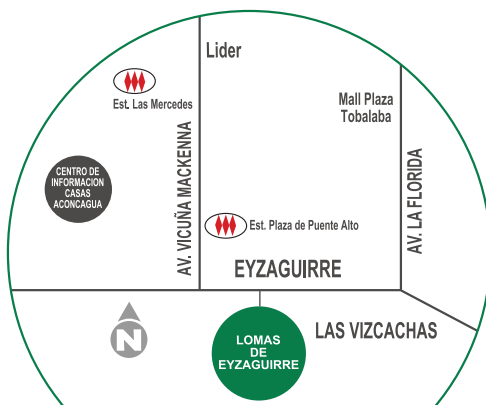 Lider
Est. Las Mercedes
Mall Plaza
Tobalaba
CENTRO DE
INFORMACION
CASAS
ACONCAGUA
AV. VICUÑA MACKENNA
AV. LA FLORIDA
Est. Plaza de Puente Alto
EYZAGUIRRE
N
LAS VIZCACHAS
LOMAS
DE
EYZAGUIRRE